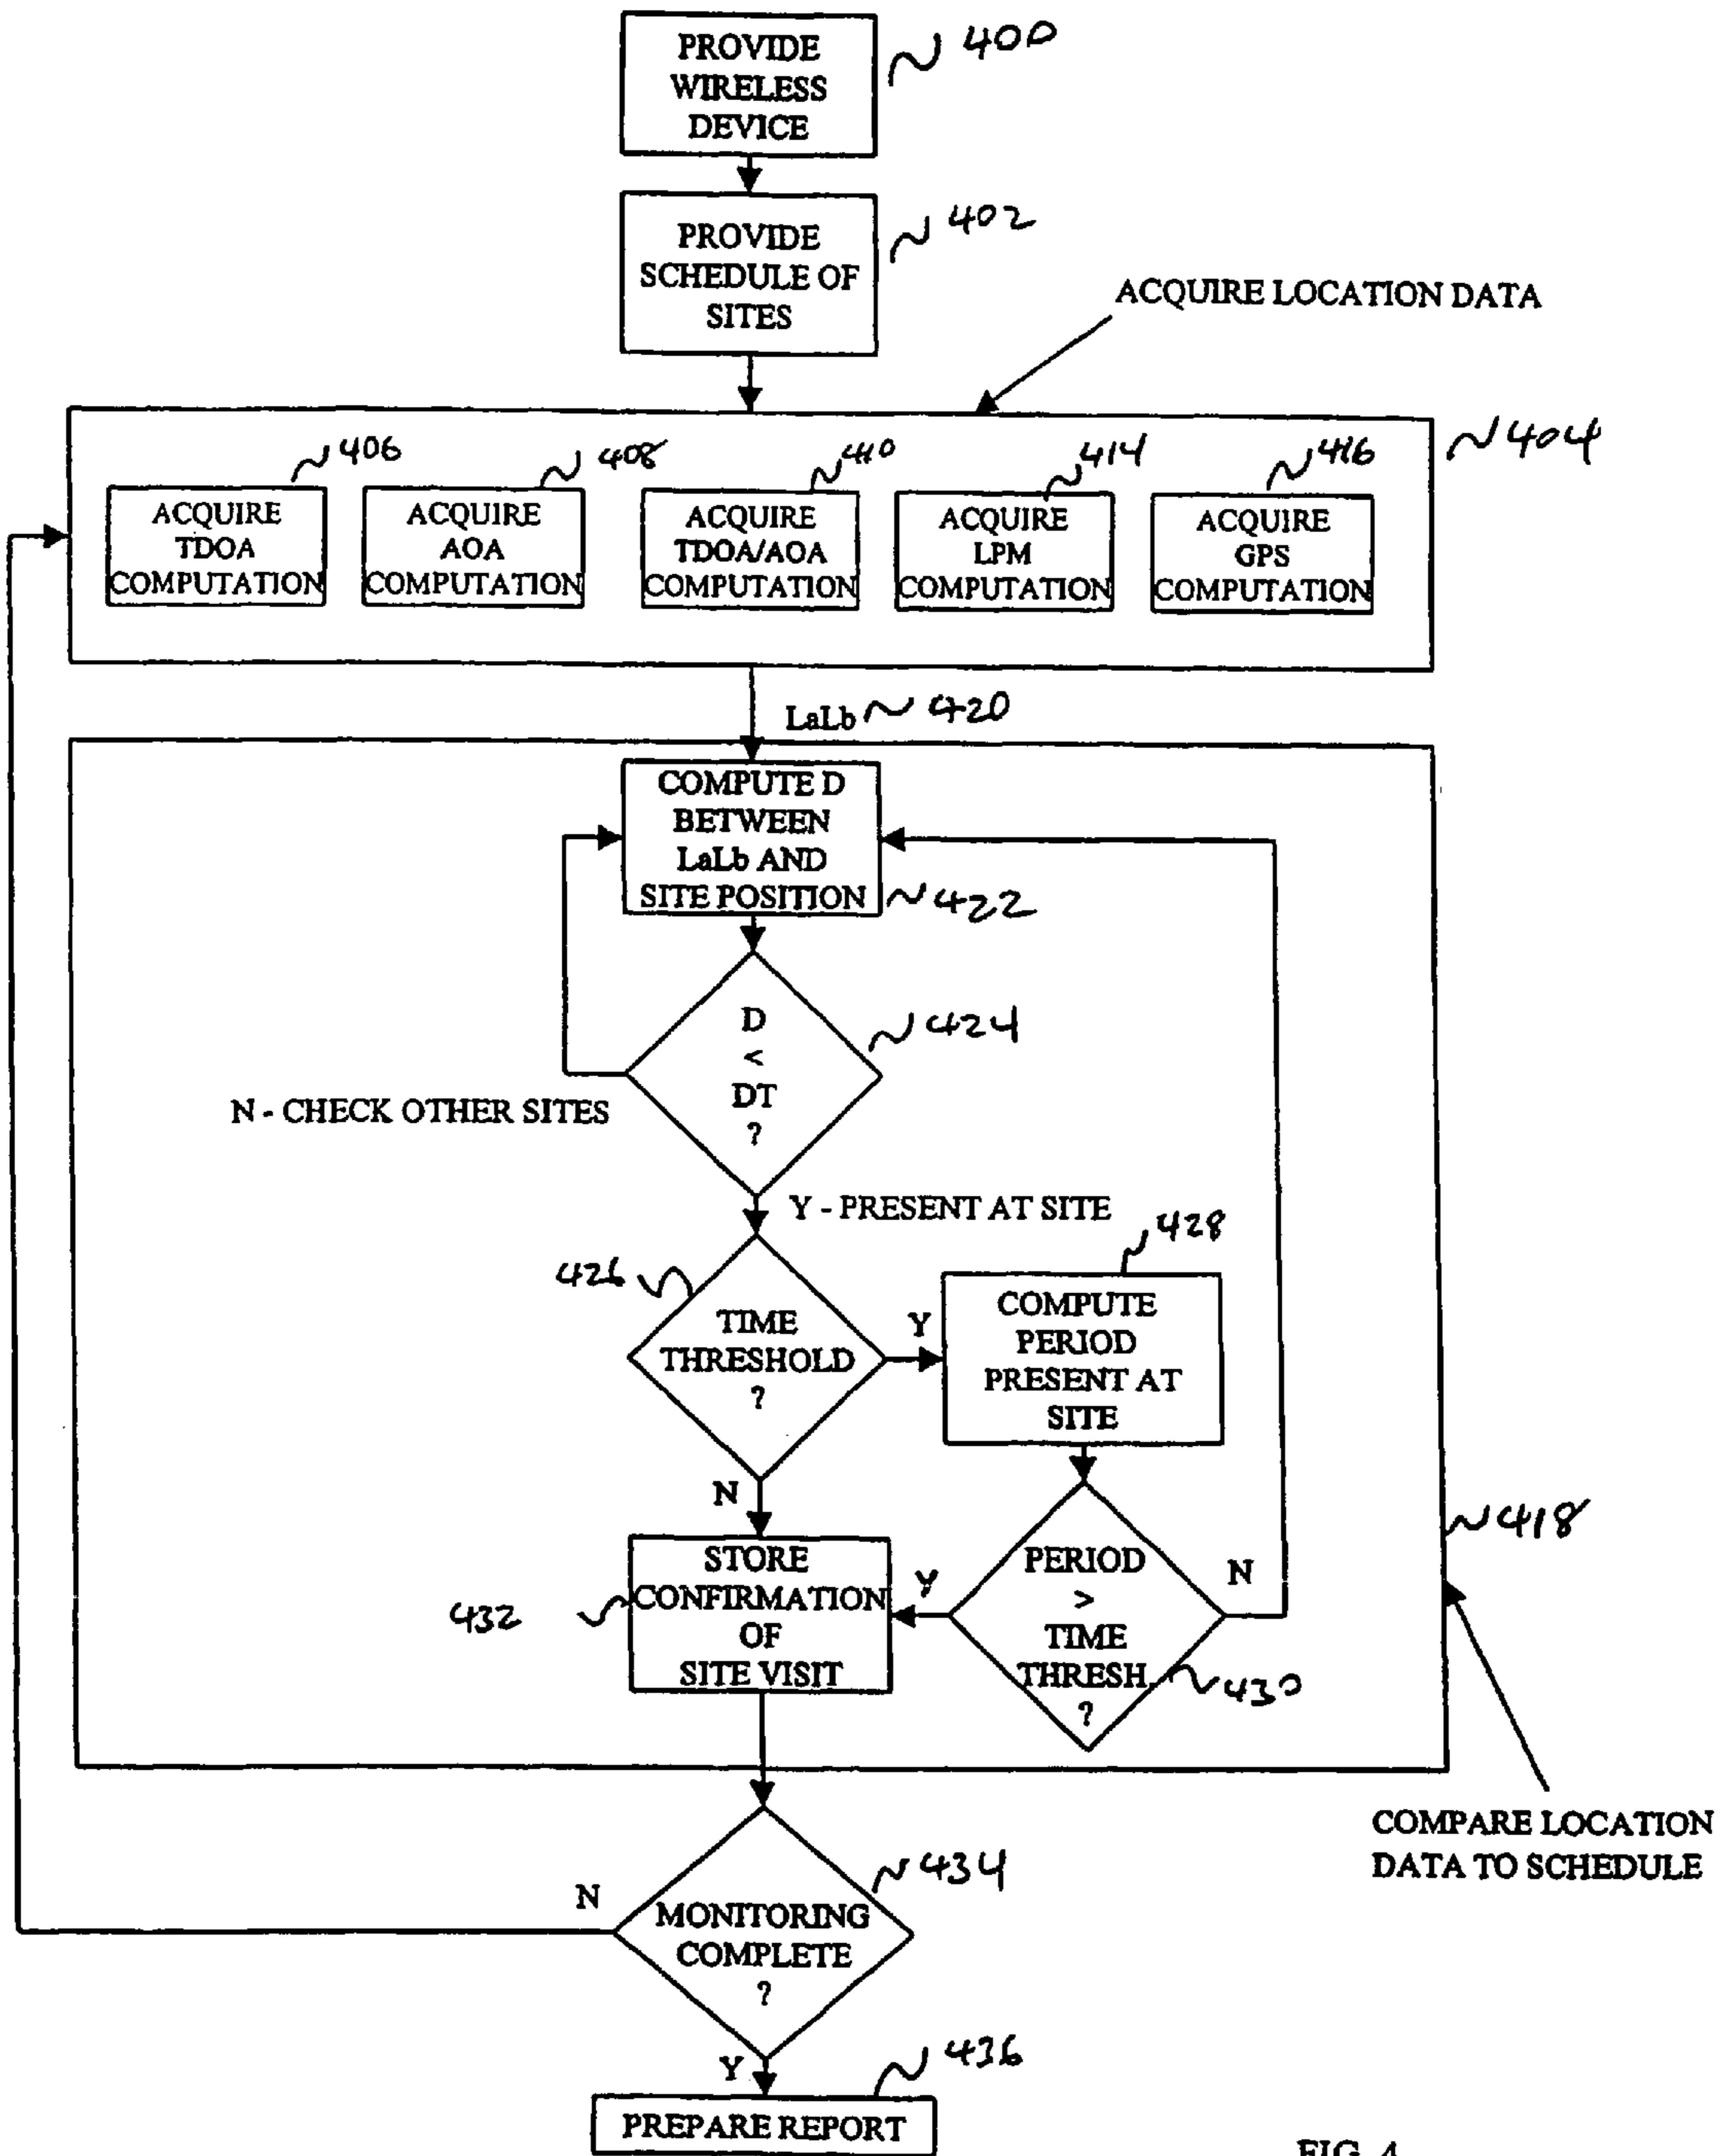 PROVIDE
WIRELESS
DEVICE
400
PROVIDE
SCHEDULE OF
SITES
402
ACQUIRE LOCATION DATA
404
406
408
410
414
416
ACQUIRE
TDOA
COMPUTATION
ACQUIRE
AOA
COMPUTATION
ACQUIRE
TDOA/AOA
COMPUTATION
ACQUIRE
LPM
COMPUTATION
ACQUIRE
GPS
COMPUTATION
LaLb
420
COMPUTE D
BETWEEN
LaLb AND
SITE POSITION
422
D
<
DT
?
424
N - CHECK OTHER SITES
Y - PRESENT AT SITE
426
TIME
THRESHOLD
?
Y
428
COMPUTE
PERIOD
PRESENT AT
SITE
N
418
STORE
CONFIRMATION
OF
SITE VISIT
432
Y
PERIOD
>
TIME
THRESH.
?
430
N
COMPARE LOCATION
DATA TO SCHEDULE
434
N
MONITORING
COMPLETE
?
Y
436
PREPARE REPORT
FIG. 4